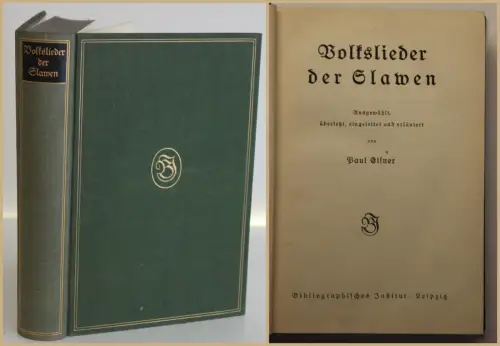 Volkslieder
der
Slawen
Volkslieder
der Slawen
Ausgewählt,
übersetzt, eingeleitet und erläutert
von
Paul Eisner
Bibliographisches Institut · Leipzig